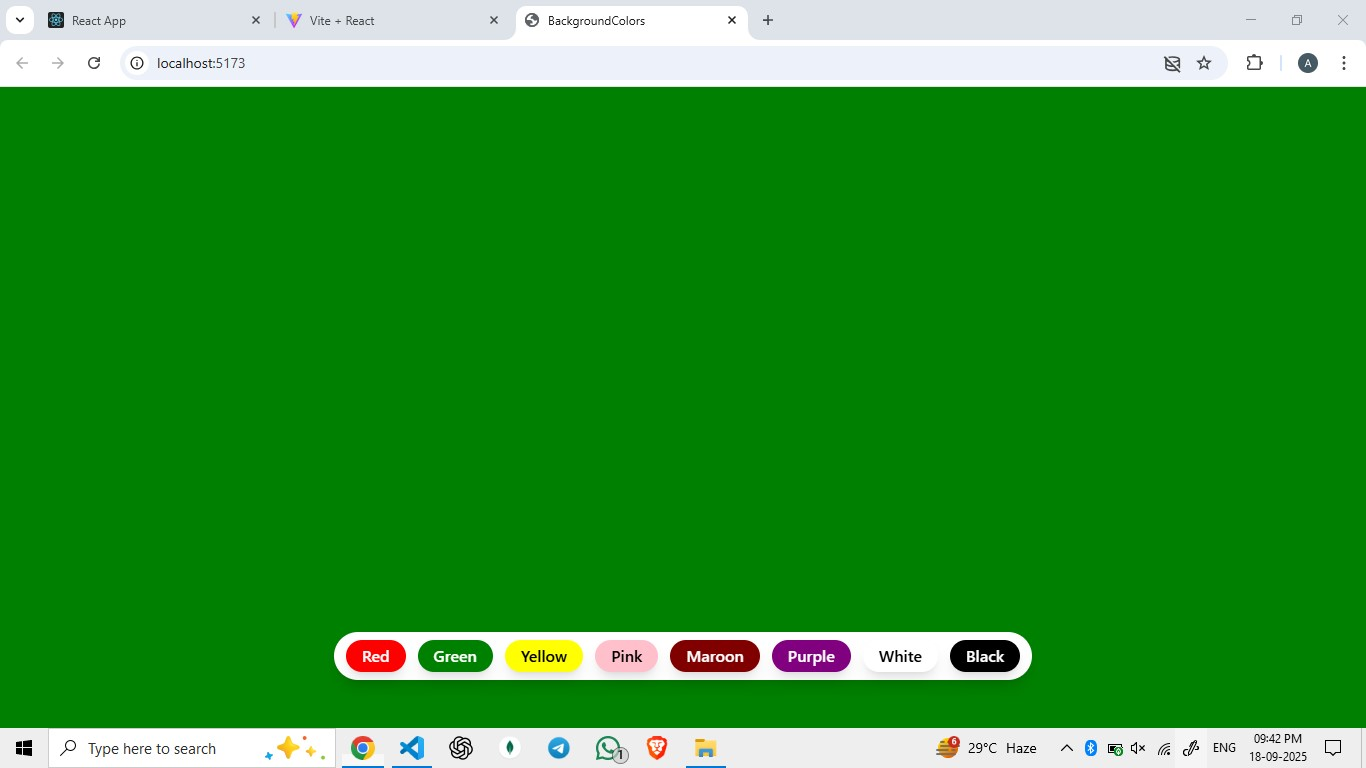 React App
Vite + React
BackgroundColors
localhost:5173
A
Red Green Yellow Pink Maroon Purple White Black
Type here to search
1
6
29°C Haze
ENG
09:42 PM
18-09-2025